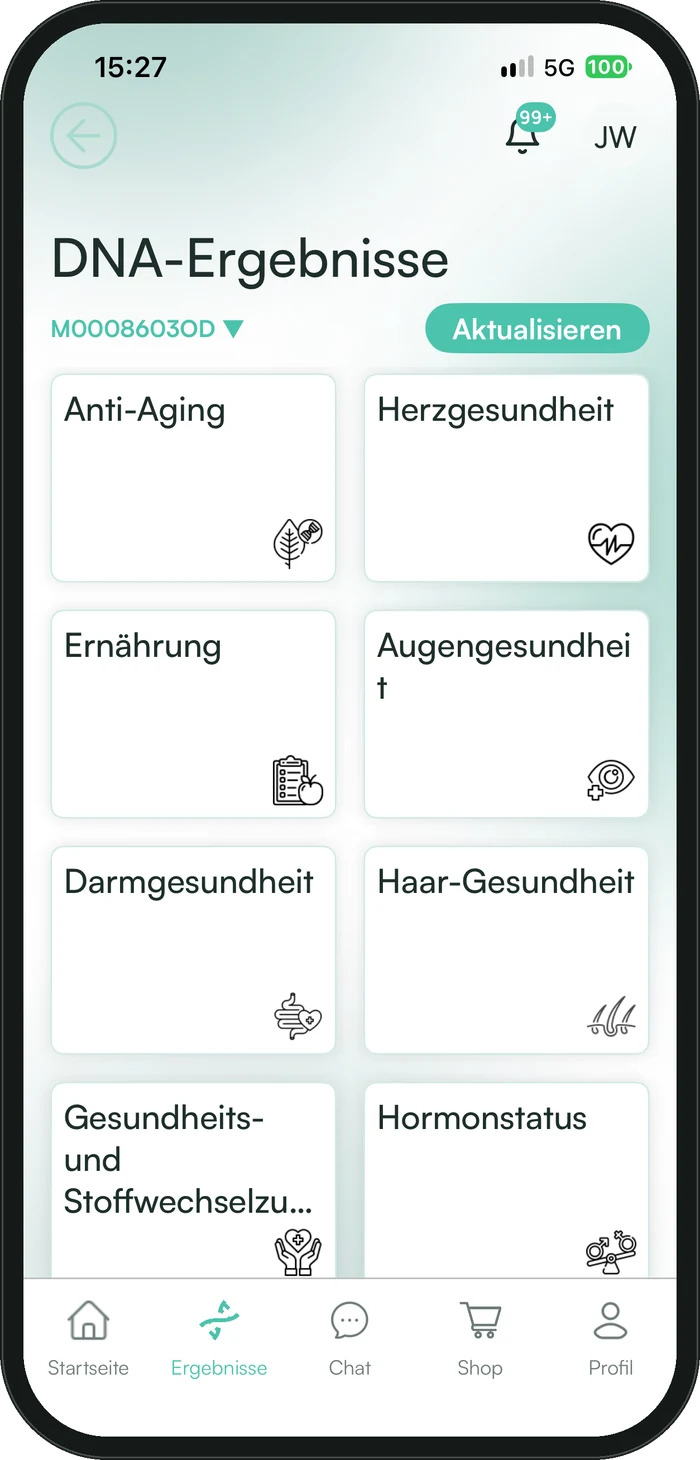 15:27
5G 100
99+
JW
DNA-Ergebnisse
M0008603OD
Aktualisieren
Anti-Aging
Herzgesundheit
Ernährung
Augengesundhei
t
Darmgesundheit
Haar-Gesundheit
Gesundheits-
und
Stoffwechselzu...
Hormonstatus
Startseite
Ergebnisse
Chat
Shop
Profil